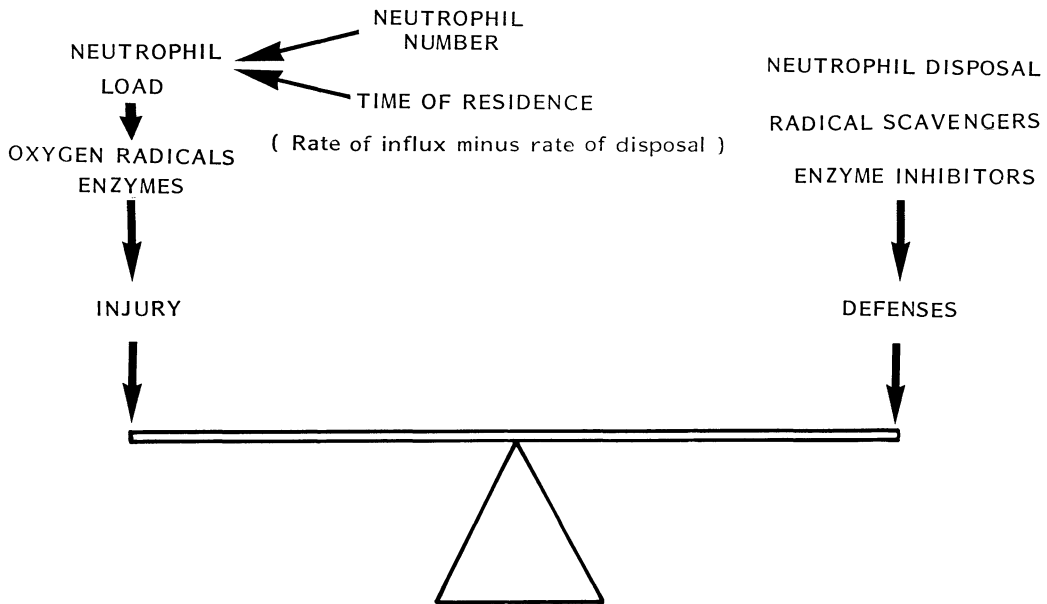 NEUTROPHIL
LOAD
NEUTROPHIL
NUMBER
TIME OF RESIDENCE
( Rate of influx minus rate of disposal )
OXYGEN RADICALS
ENZYMES
INJURY
NEUTROPHIL DISPOSAL
RADICAL SCAVENGERS
ENZYME INHIBITORS
DEFENSES